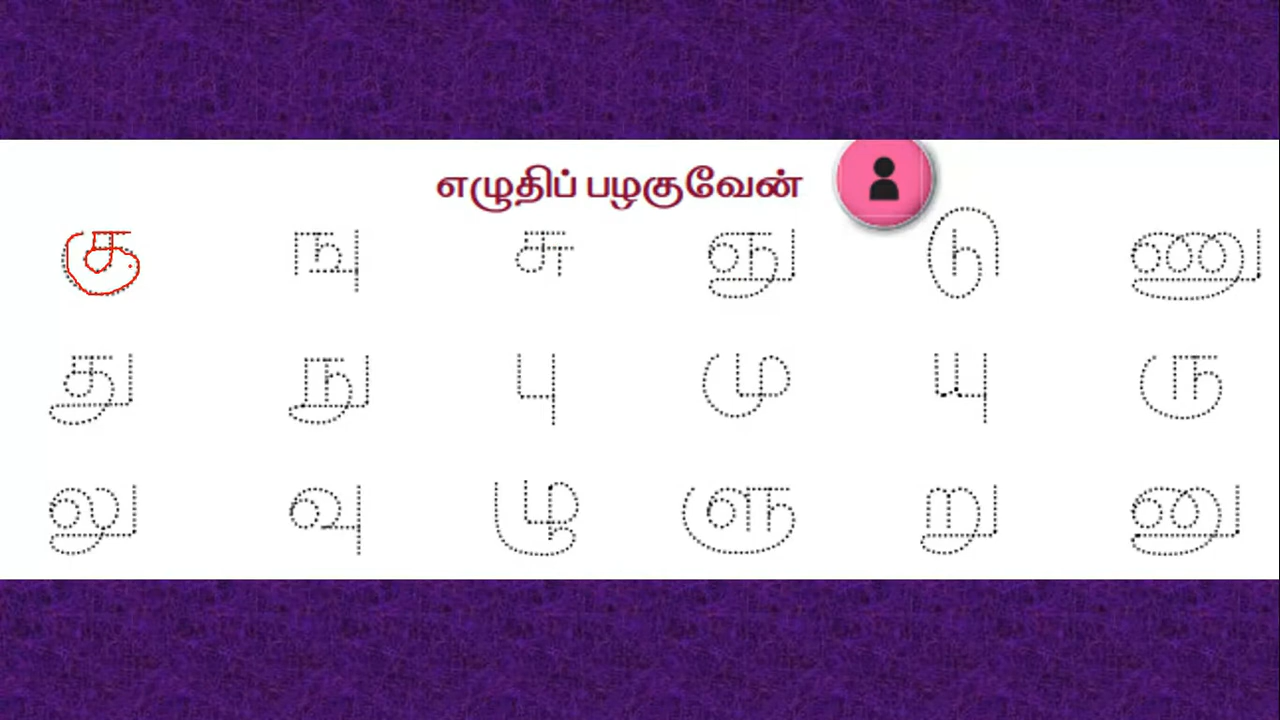 எழுதிப் பழகுவேன்
கு ஙு சு ஞு டு ணு
து நு பு மு யு ரு
லு வு ழு ளு று னு